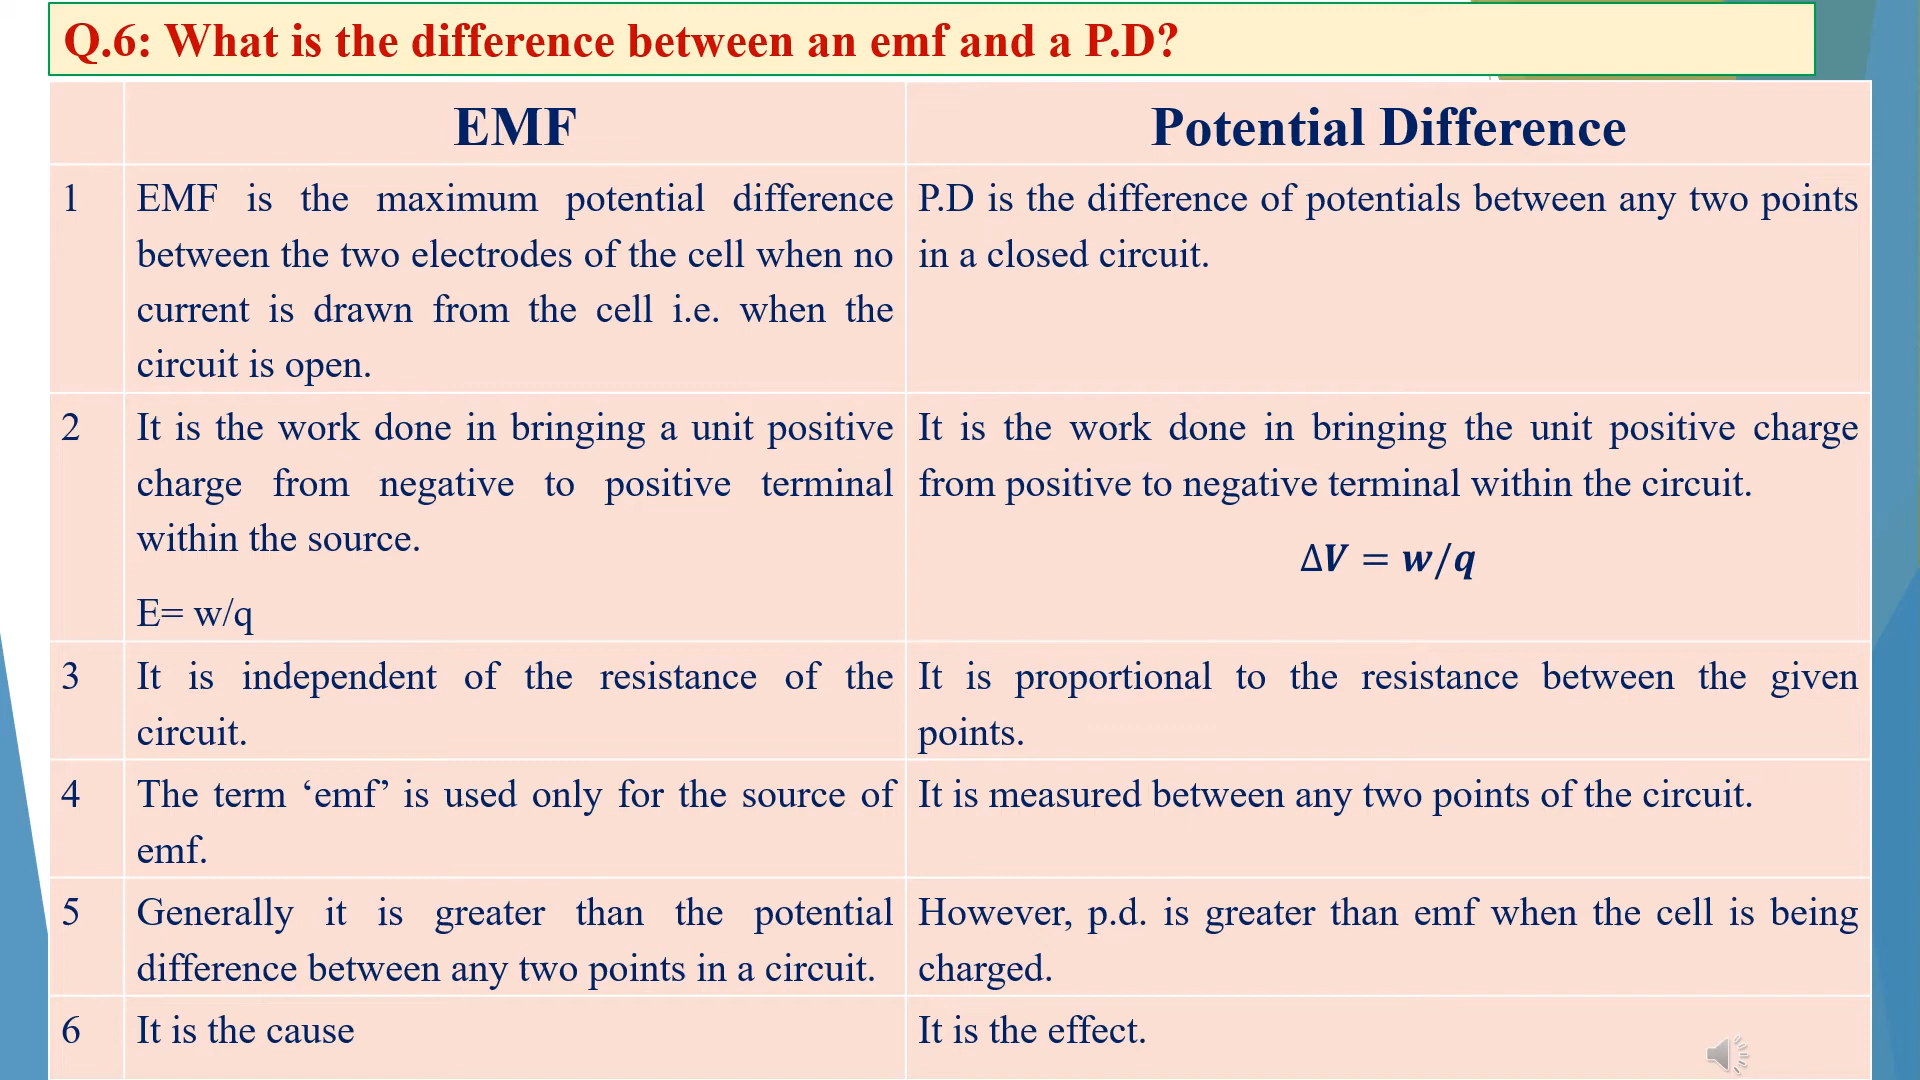 Q.6: What is the difference between an emf and a P.D?
EMF
Potential Difference
1
EMF is the maximum potential difference
between the two electrodes of the cell when no
current is drawn from the cell i.e. when the
circuit is open.
P.D is the difference of potentials between any two points
in a closed circuit.
2
It is the work done in bringing a unit positive
charge from negative to positive terminal
within the source.
E= w/q
It is the work done in bringing the unit positive charge
from positive to negative terminal within the circuit.
ΔV = w/q
3
It is independent of the resistance of the
circuit.
It is proportional to the resistance between the given
points.
4
The term ‘emf’ is used only for the source of
emf.
It is measured between any two points of the circuit.
5
Generally it is greater than the potential
difference between any two points in a circuit.
However, p.d. is greater than emf when the cell is being
charged.
6
It is the cause
It is the effect.